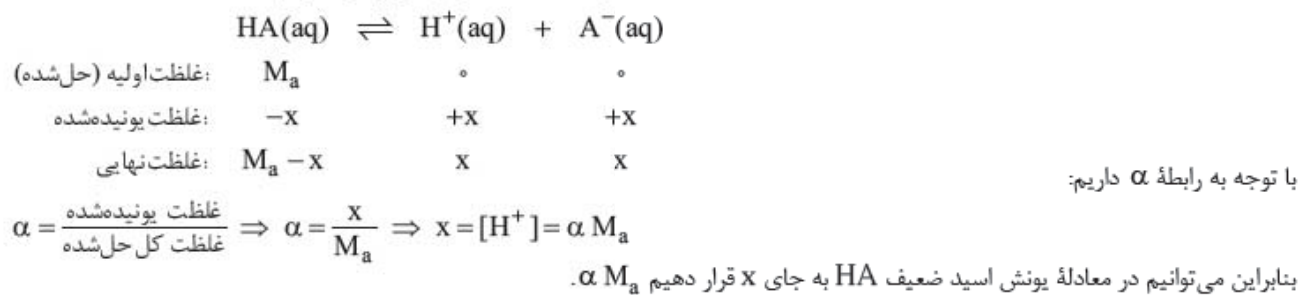 HA(aq) ⇌ H⁺(aq) + A⁻(aq)
غلظت اولیه (حل‌شده): Mₐ ° °
غلظت یونیده‌شده: −x +x +x
غلظت نهایی: Mₐ − x x x
با توجه به رابطهٔ α داریم:
α = غلظت یونیده‌شده / غلظت کل حل‌شده ⇒ α = x / Mₐ ⇒ x = [H⁺] = α Mₐ
بنابراین می‌توانیم در معادلهٔ یونش اسید ضعیف HA به جای x قرار دهیم α Mₐ.